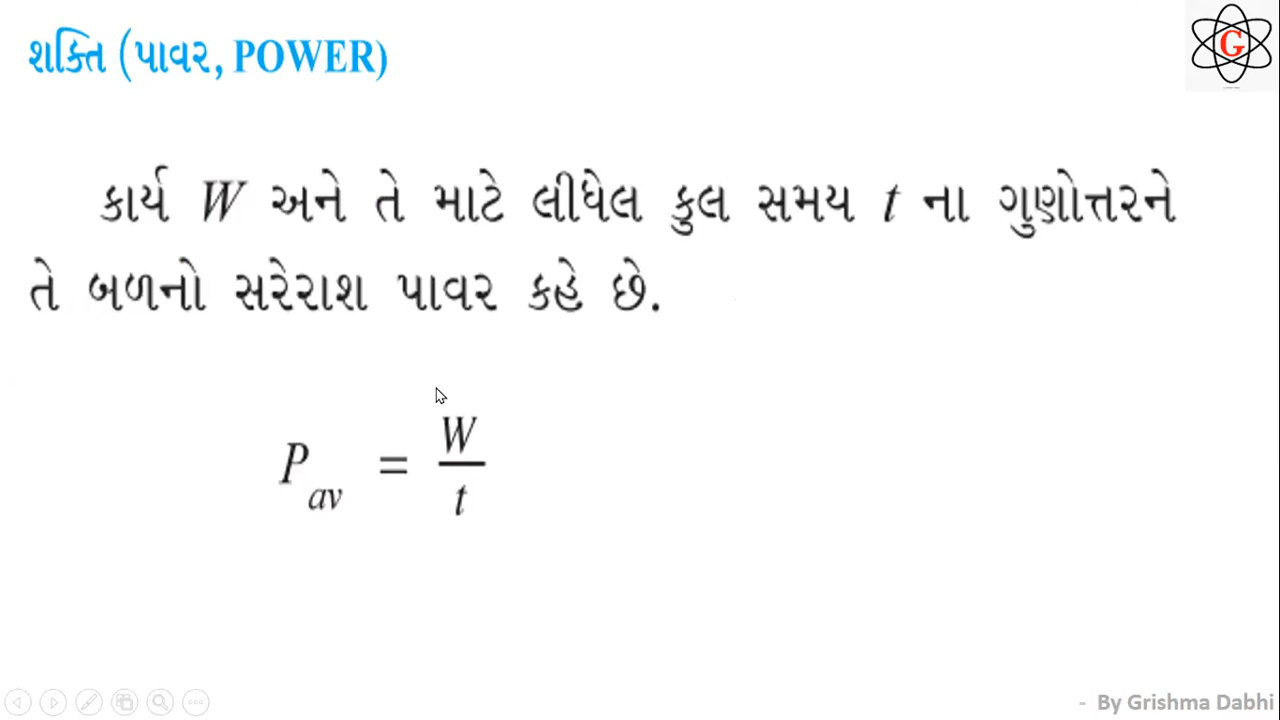 શક્તિ (પાવર, POWER)
G
કાર્ય W અને તે માટે લીધેલ કુલ સમય t ના ગુણોત્તરને
તે બળનો સરેરાશ પાવર કહે છે.
P_av = W/t
- By Grishma Dabhi